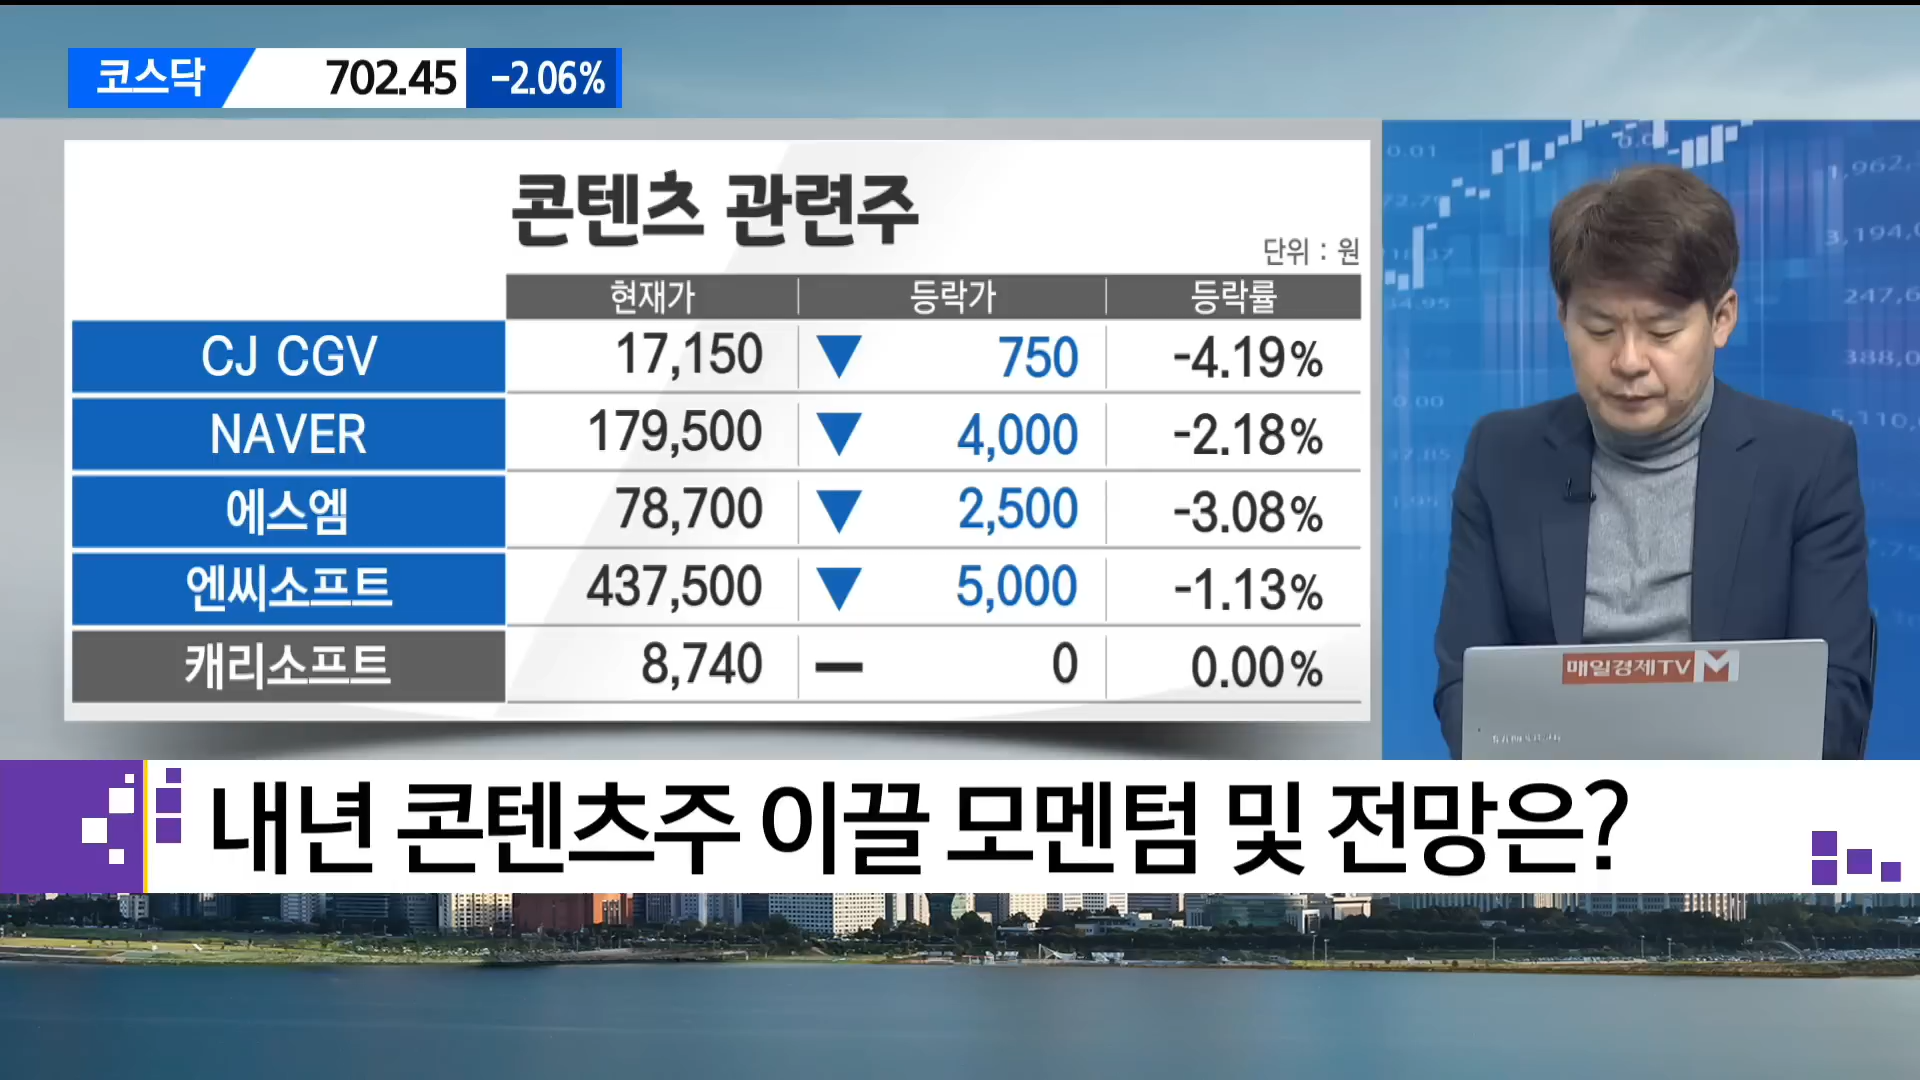 코스닥 702.45 -2.06%
콘텐츠 관련주
단위 : 원
현재가 등락가 등락률
CJ CGV 17,150 ▼ 750 -4.19%
NAVER 179,500 ▼ 4,000 -2.18%
에스엠 78,700 ▼ 2,500 -3.08%
엔씨소프트 437,500 ▼ 5,000 -1.13%
캐리소프트 8,740 — 0 0.00%
매일경제TV M
내년 콘텐츠주 이끌 모멘텀 및 전망은?